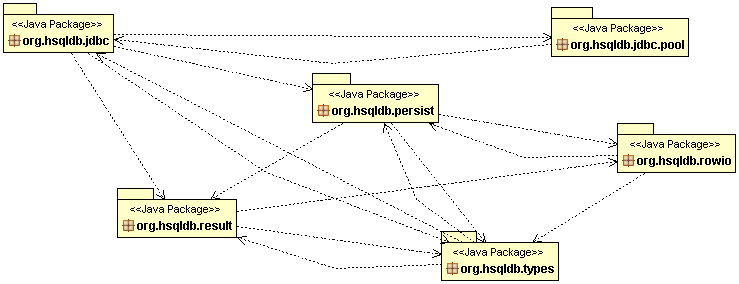 <<Java Package>>
org.hsqldb.jdbc
<<Java Package>>
org.hsqldb.jdbc.pool
<<Java Package>>
org.hsqldb.persist
<<Java Package>>
org.hsqldb.rowio
<<Java Package>>
org.hsqldb.result
<<Java Package>>
org.hsqldb.types